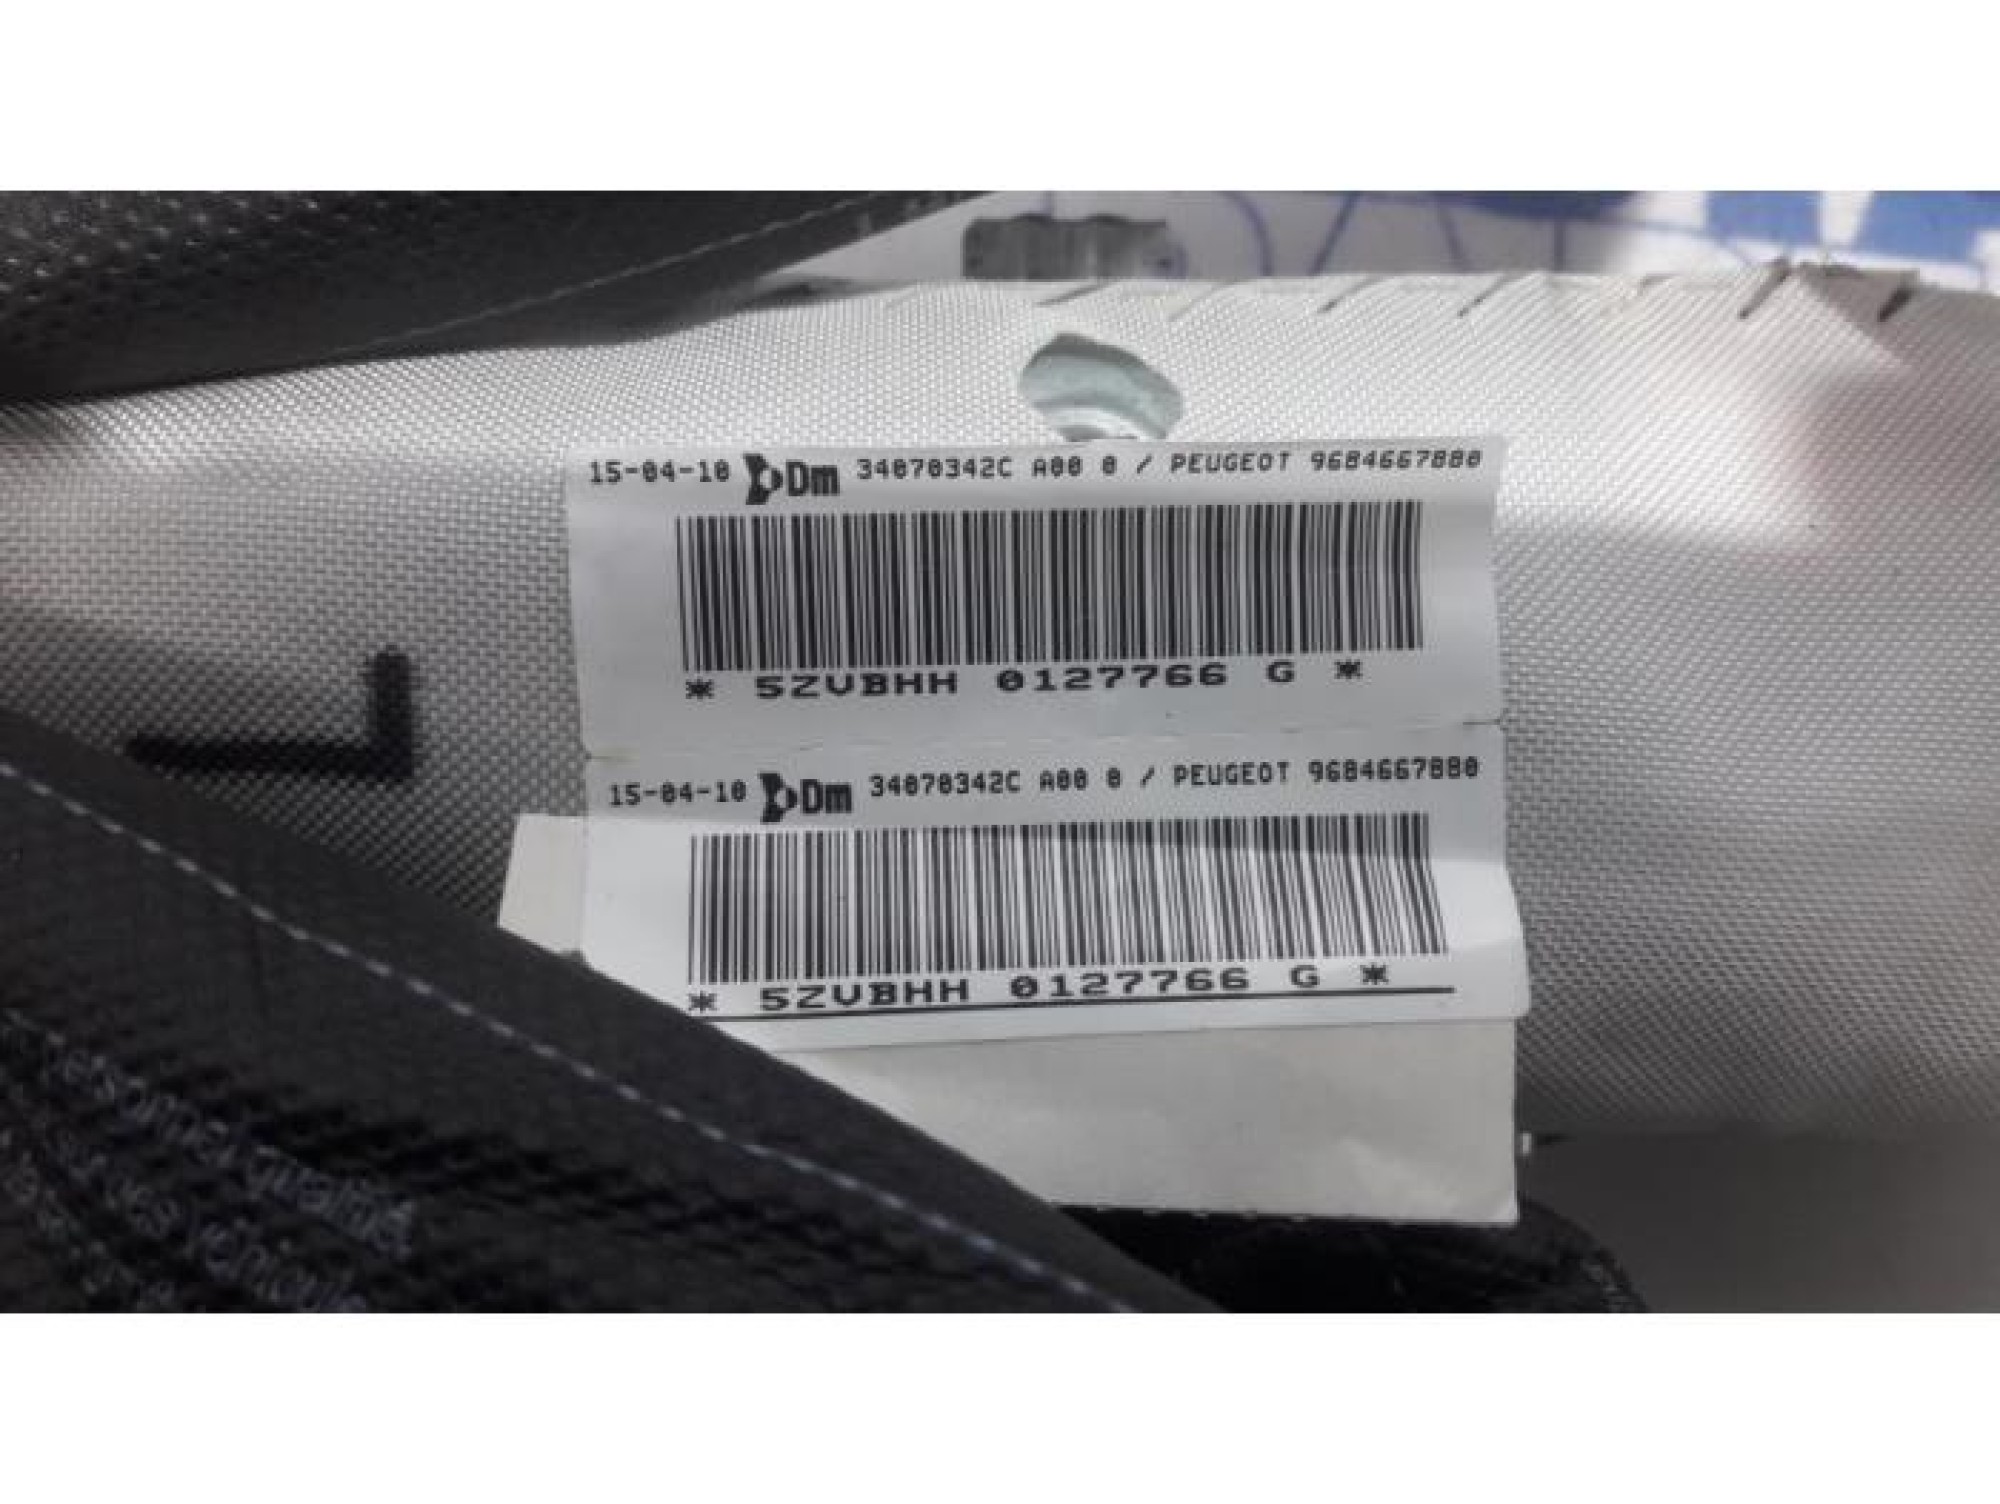 15-04-10 Dm 34070342C A00 0 / PEUGEOT 9684667880
* 5ZVBHH 0127766 G *
L
15-04-10 Dm 34070342C A00 0 / PEUGEOT 9684667880
* 5ZVBHH 0127766 G *